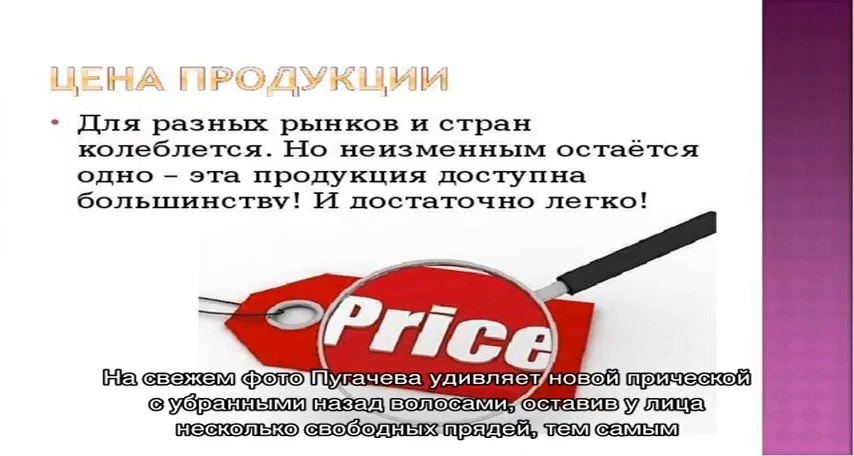 ЦЕНА ПРОДУКЦИИ
• Для разных рынков и стран
колеблется. Но неизменным остаётся
одно – эта продукция доступна
большинству! И достаточно легко!
Price
На свежем фото Пугачева удивляет новой прической
с убранными назад волосами, оставив у лица
несколько свободных прядей, тем самым